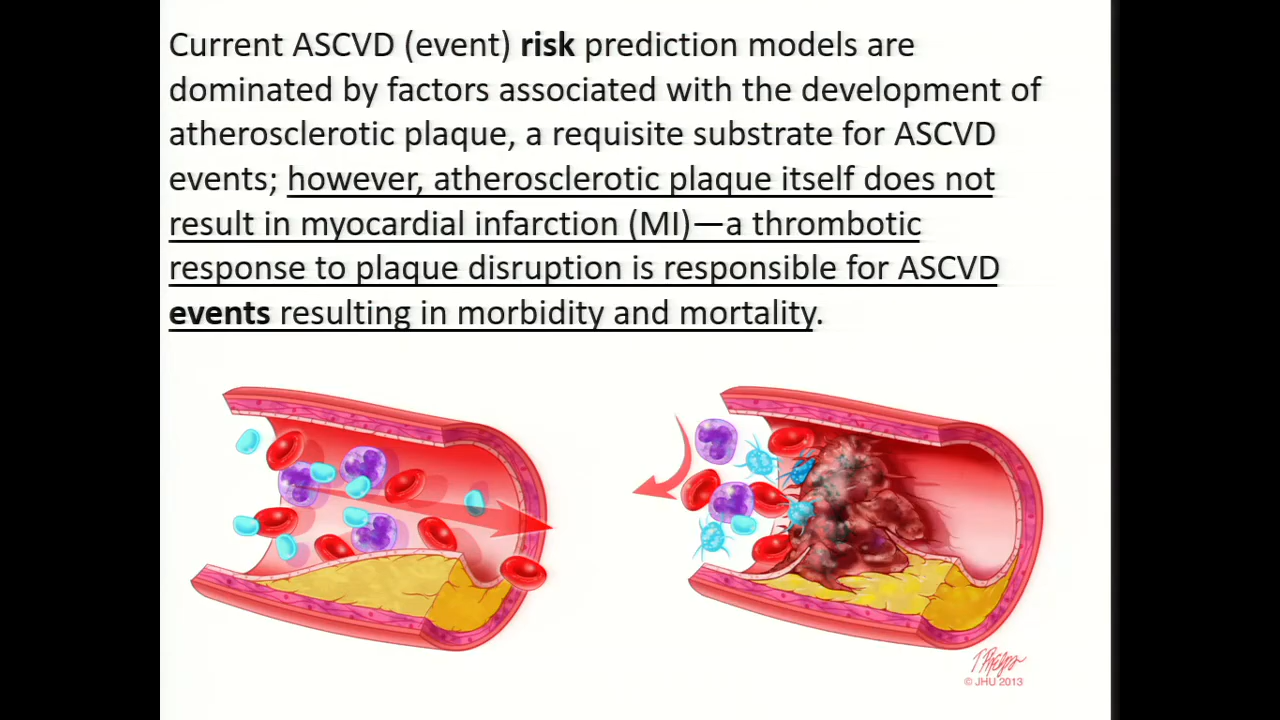 Current ASCVD (event) risk prediction models are
dominated by factors associated with the development of
atherosclerotic plaque, a requisite substrate for ASCVD
events; however, atherosclerotic plaque itself does not
result in myocardial infarction (MI)—a thrombotic
response to plaque disruption is responsible for ASCVD
events resulting in morbidity and mortality.
© JHU 2013